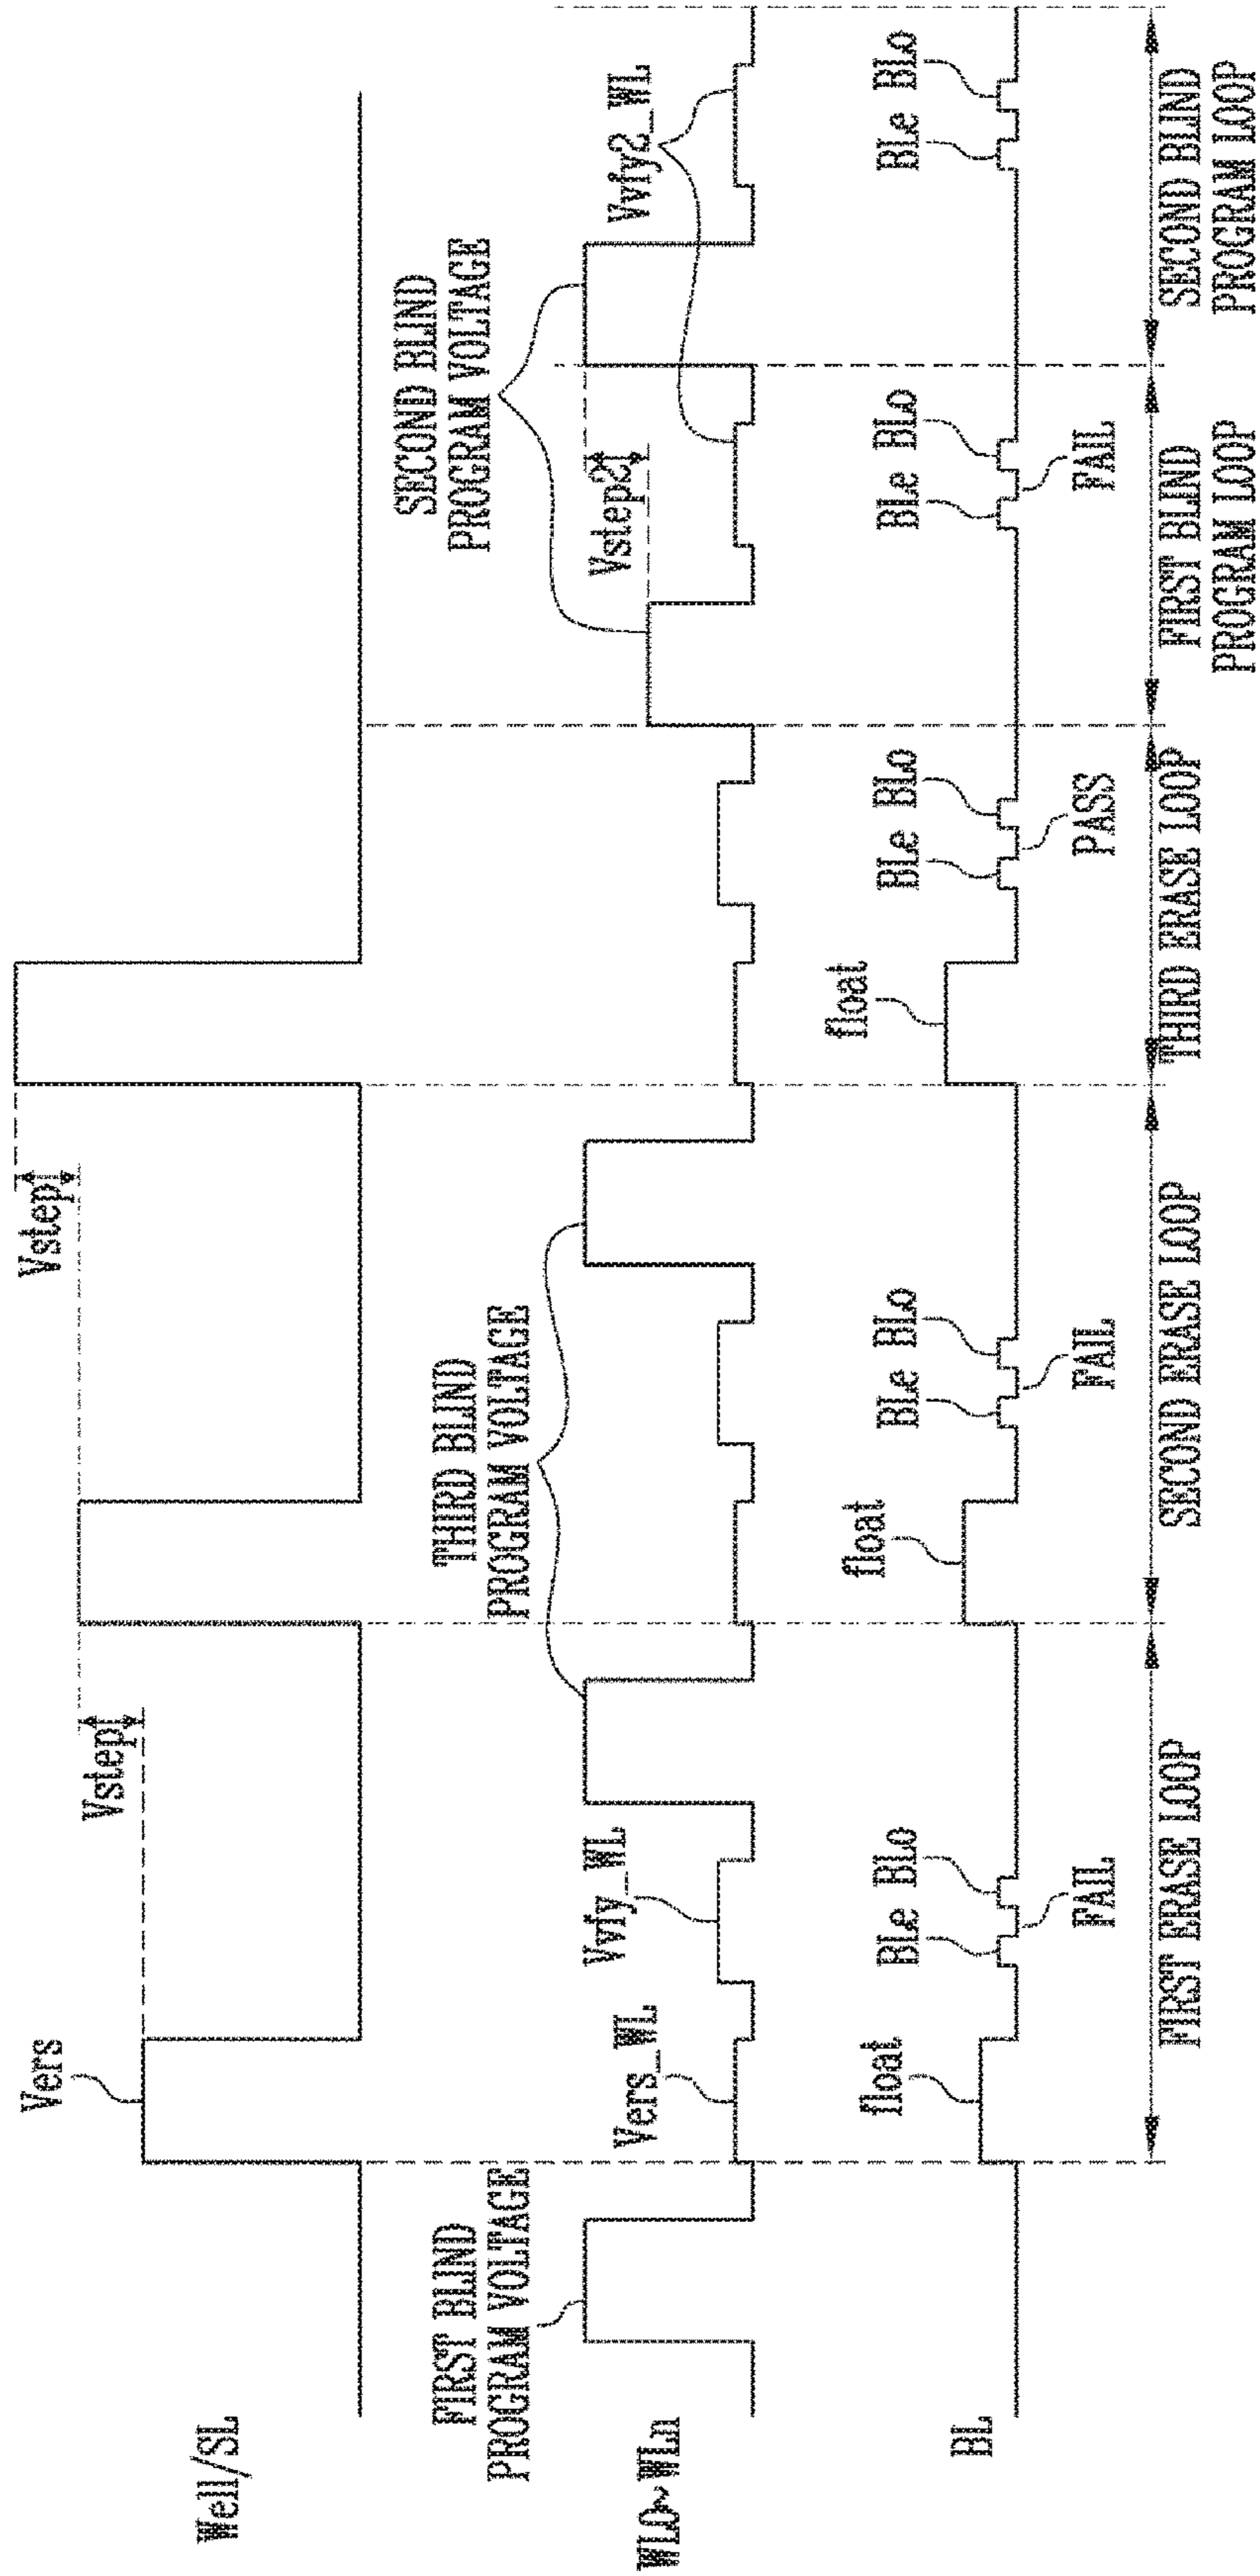 Well/SL
Vers
Vstep1
Vstep1
WL0~WLn
FIRST BLIND
PROGRAM VOLTAGE
Vers_WL
Vvfy_WL
THIRD BLIND
PROGRAM VOLTAGE
SECOND BLIND
PROGRAM VOLTAGE
Vstep2
Vvfy2_WL
BL
float
BLe BLo
FAIL
float
BLe BLo
FAIL
float
BLe BLo
PASS
BLe BLo
FAIL
BLe BLo
FIRST ERASE LOOP
SECOND ERASE LOOP
THIRD ERASE LOOP
FIRST BLIND
PROGRAM LOOP
SECOND BLIND
PROGRAM LOOP